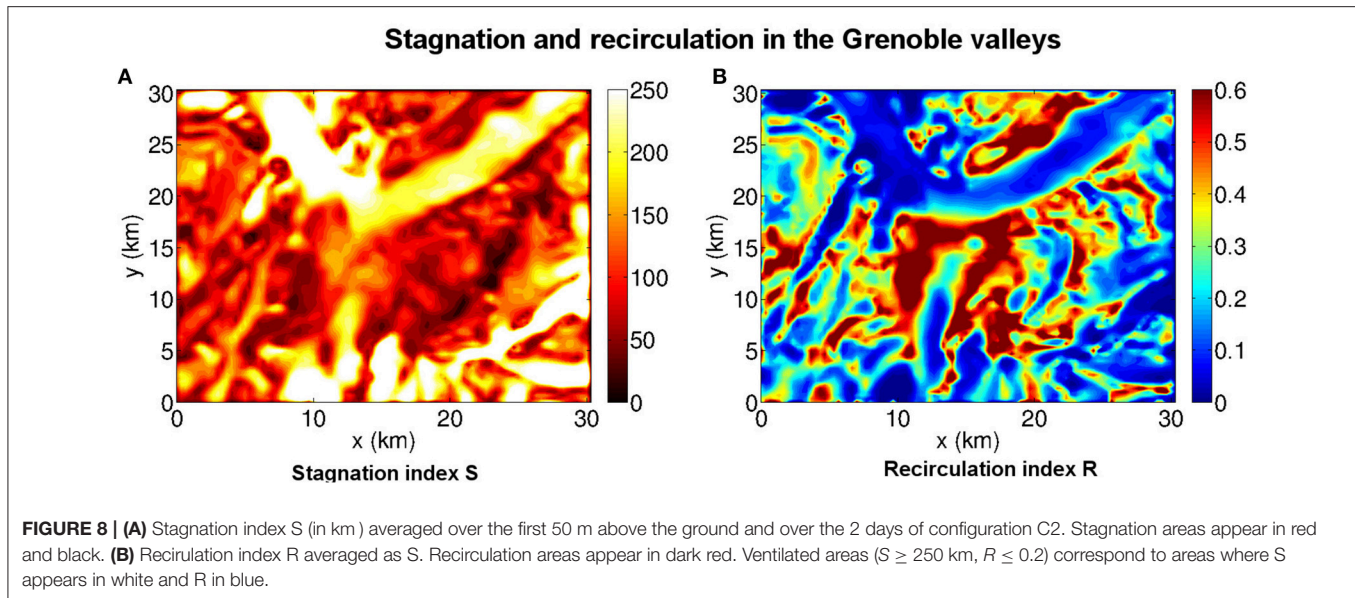 Stagnation and recirculation in the Grenoble valleys
A
30
25
20
15
10
5
0
y (km)
0 10 20 30
x (km)
250
200
150
100
50
0
Stagnation index S
B
30
25
20
15
10
5
0
y (km)
0 10 20 30
x (km)
0.6
0.5
0.4
0.3
0.2
0.1
0
Recirculation index R
FIGURE 8 | (A) Stagnation index S (in km) averaged over the first 50 m above the ground and over the 2 days of configuration C2. Stagnation areas appear in red
and black. (B) Recirulation index R averaged as S. Recirculation areas appear in dark red. Ventilated areas (S ≥ 250 km, R ≤ 0.2) correspond to areas where S
appears in white and R in blue.